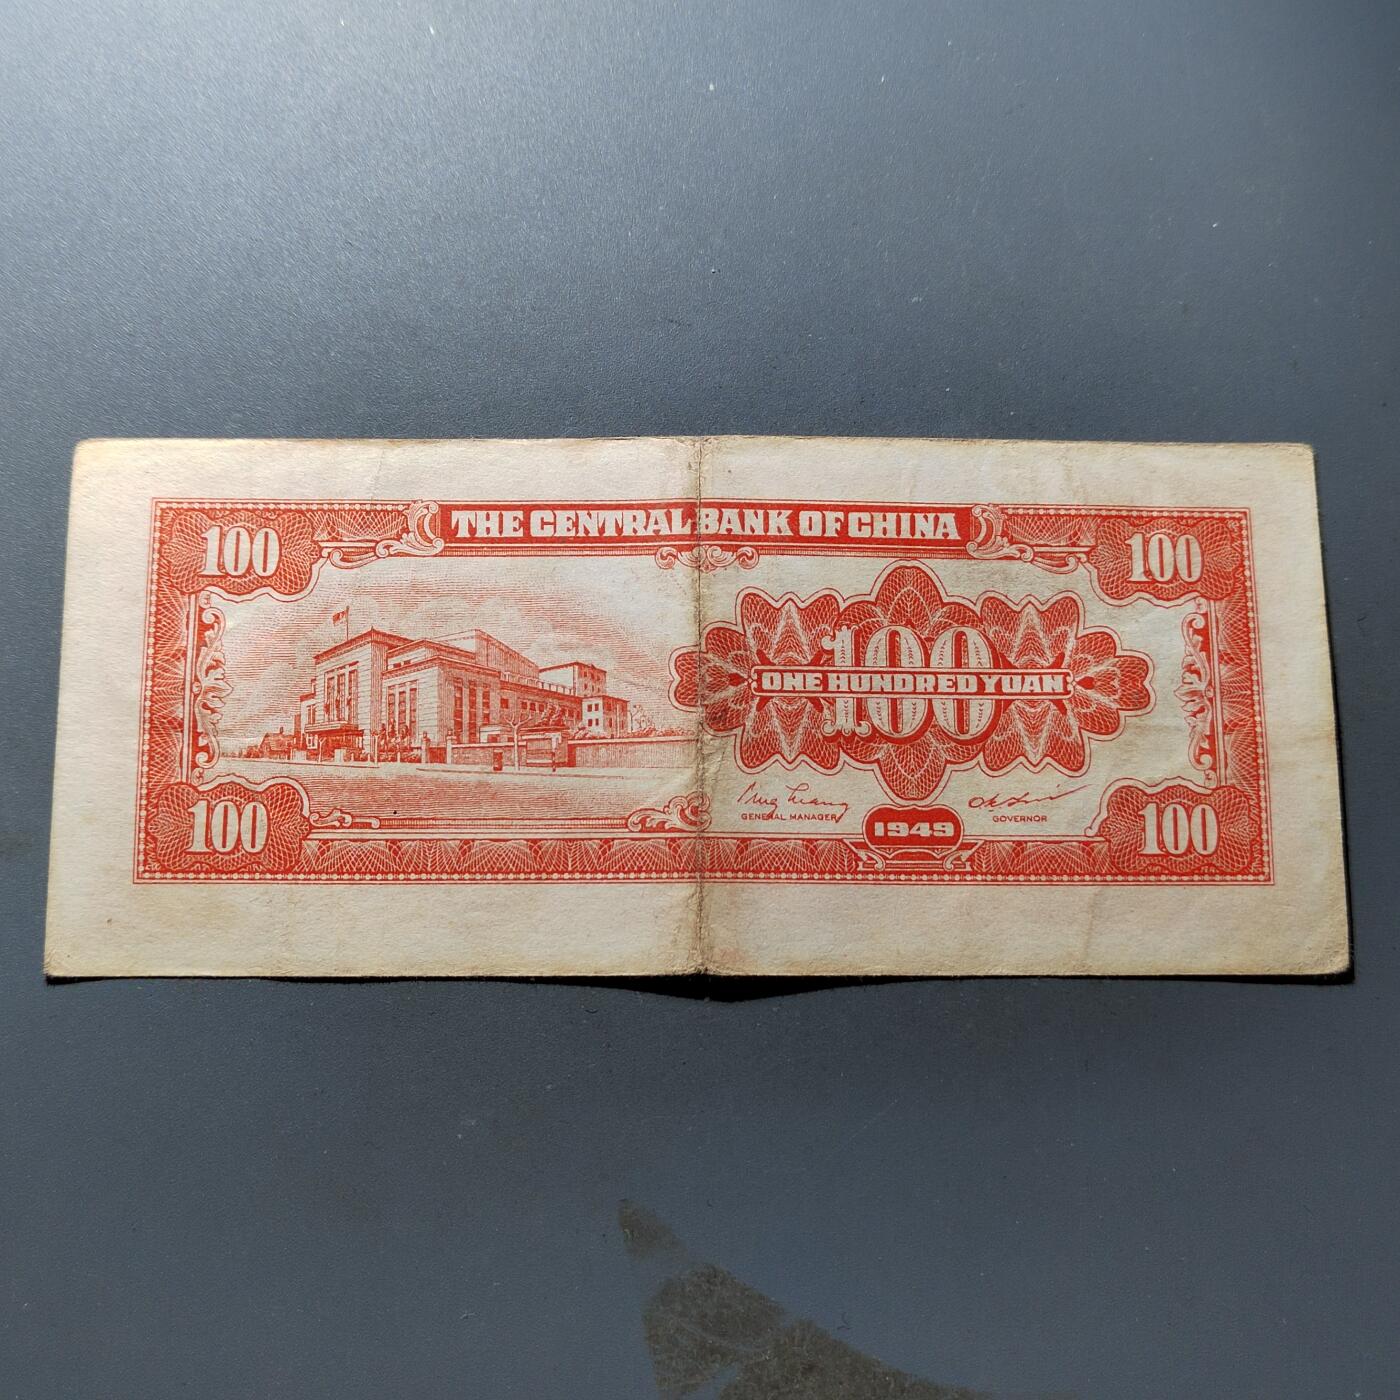 THE CENTRAL BANK OF CHINA
100
100
100
ONE HUNDRED YUAN
GENERAL MANAGER
GOVERNOR
100
1949
100